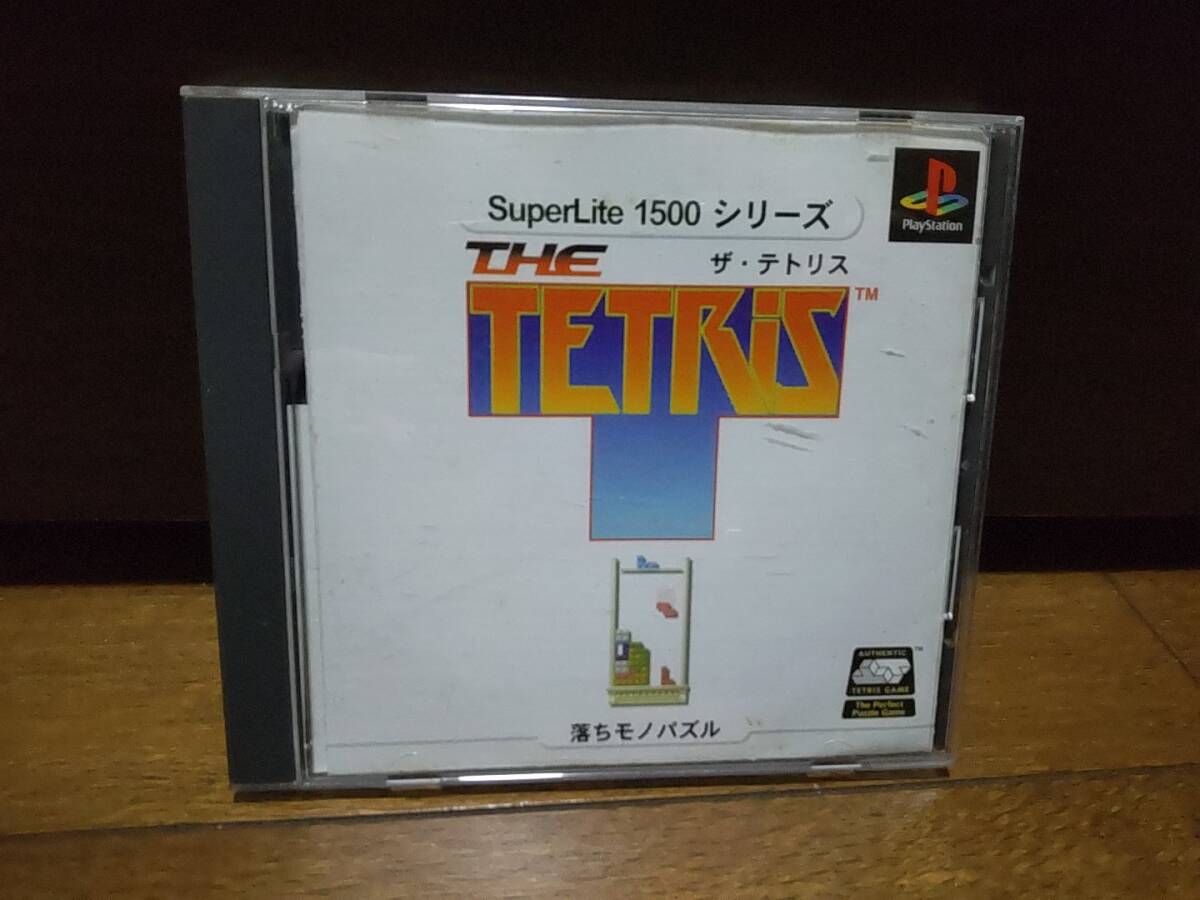 SuperLite 1500 シリーズ
PlayStation
THE
ザ・テトリス
TETRiS™
AUTHENTIC
TETRIS GAME
™
The Perfect
Puzzle Game
落ちモノパズル